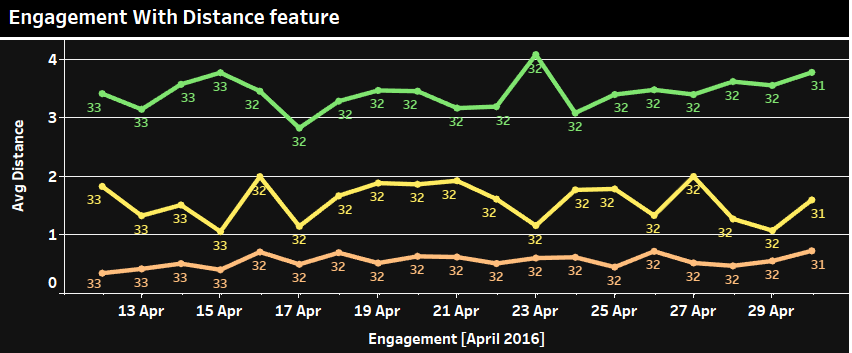 Engagement With Distance feature
4
33 33 33 33 32 32 32 32 32 32 32 32 32 32 32 32 32 32 31
3
Avg Distance
2
33 33 33 33 32 32 32 32 32 32 32 32 32 32 32 32 32 32 31
1
33 33 33 33 32 32 32 32 32 32 32 32 32 32 32 32 32 32 31
0
13 Apr 15 Apr 17 Apr 19 Apr 21 Apr 23 Apr 25 Apr 27 Apr 29 Apr
Engagement [April 2016]